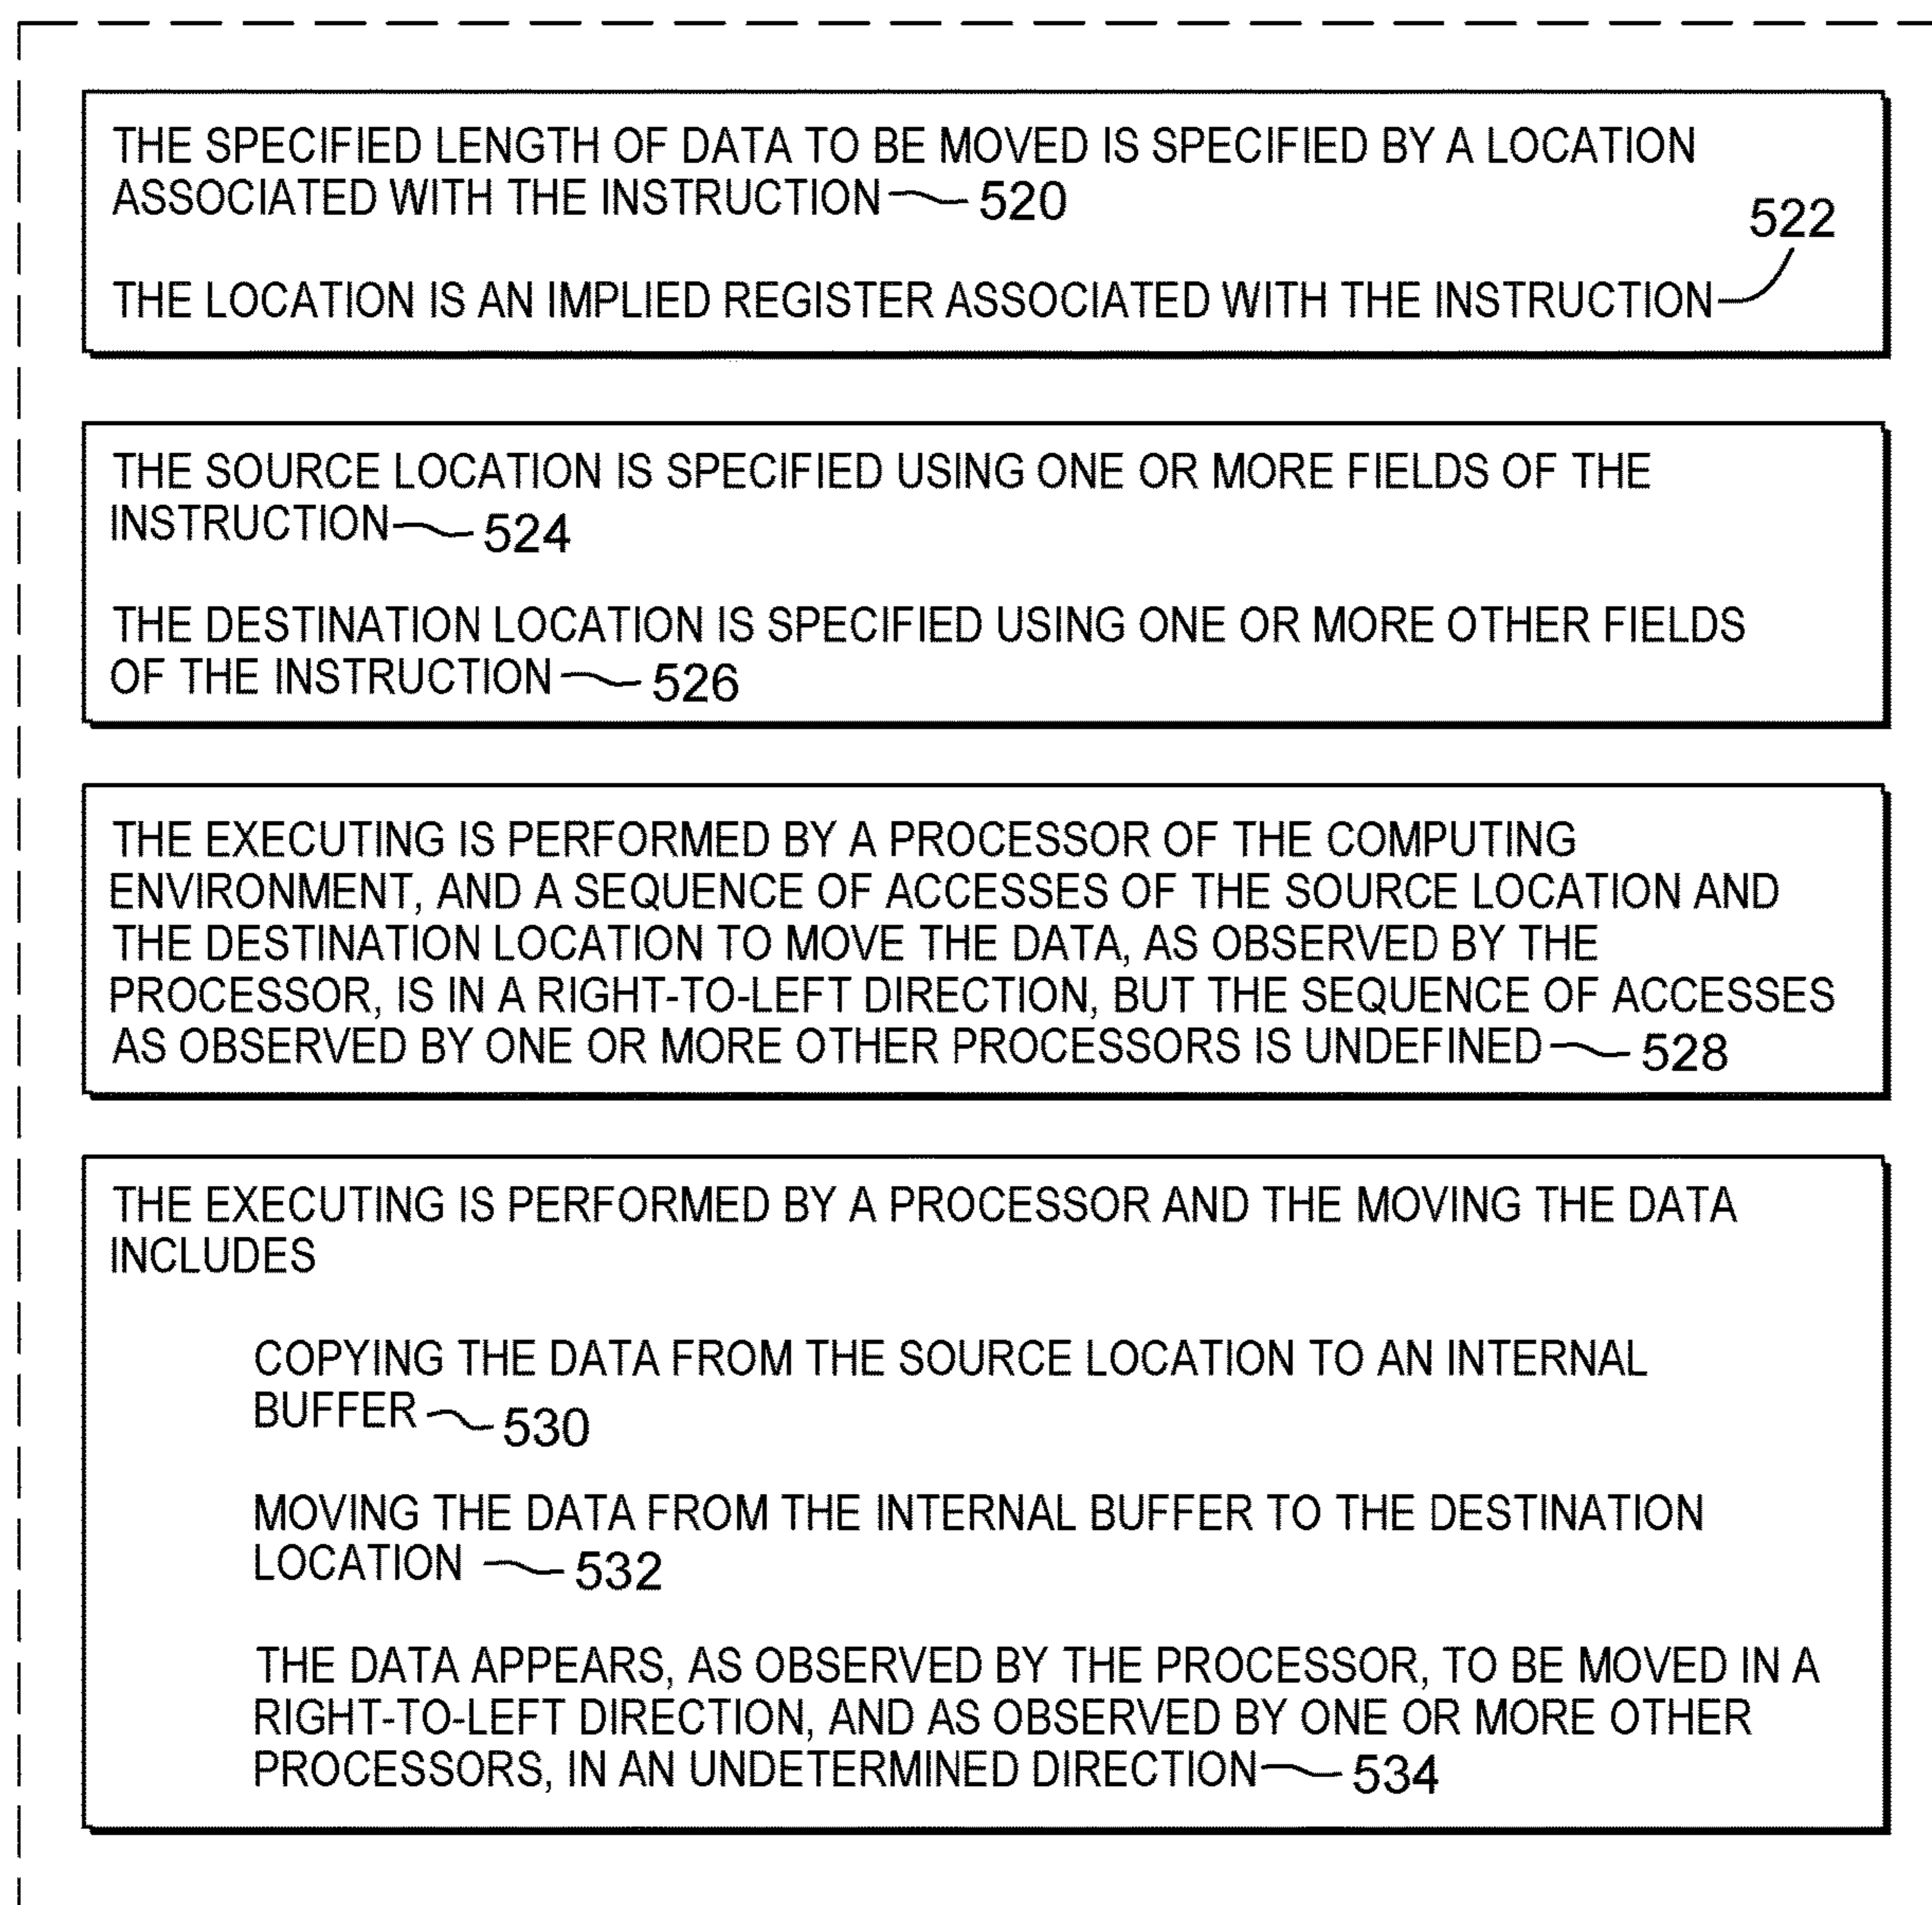 THE SPECIFIED LENGTH OF DATA TO BE MOVED IS SPECIFIED BY A LOCATION
ASSOCIATED WITH THE INSTRUCTION 520
522
THE LOCATION IS AN IMPLIED REGISTER ASSOCIATED WITH THE INSTRUCTION
THE SOURCE LOCATION IS SPECIFIED USING ONE OR MORE FIELDS OF THE
INSTRUCTION 524
THE DESTINATION LOCATION IS SPECIFIED USING ONE OR MORE OTHER FIELDS
OF THE INSTRUCTION 526
THE EXECUTING IS PERFORMED BY A PROCESSOR OF THE COMPUTING
ENVIRONMENT, AND A SEQUENCE OF ACCESSES OF THE SOURCE LOCATION AND
THE DESTINATION LOCATION TO MOVE THE DATA, AS OBSERVED BY THE
PROCESSOR, IS IN A RIGHT-TO-LEFT DIRECTION, BUT THE SEQUENCE OF ACCESSES
AS OBSERVED BY ONE OR MORE OTHER PROCESSORS IS UNDEFINED 528
THE EXECUTING IS PERFORMED BY A PROCESSOR AND THE MOVING THE DATA
INCLUDES
COPYING THE DATA FROM THE SOURCE LOCATION TO AN INTERNAL
BUFFER 530
MOVING THE DATA FROM THE INTERNAL BUFFER TO THE DESTINATION
LOCATION 532
THE DATA APPEARS, AS OBSERVED BY THE PROCESSOR, TO BE MOVED IN A
RIGHT-TO-LEFT DIRECTION, AND AS OBSERVED BY ONE OR MORE OTHER
PROCESSORS, IN AN UNDETERMINED DIRECTION 534